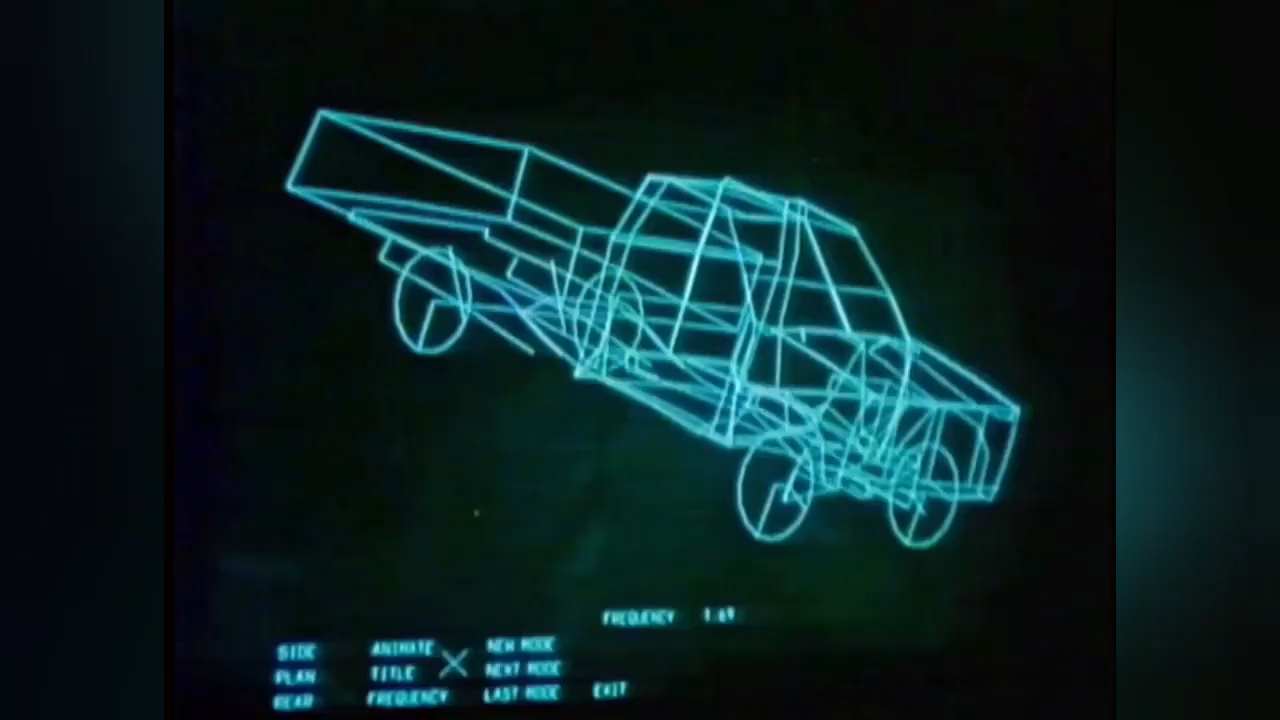 FREQUENCY 1.69
SIDE ANIMATE NEW MODE
PLAN TITLE NEXT MODE
REAR FREQUENCY LAST MODE EXIT